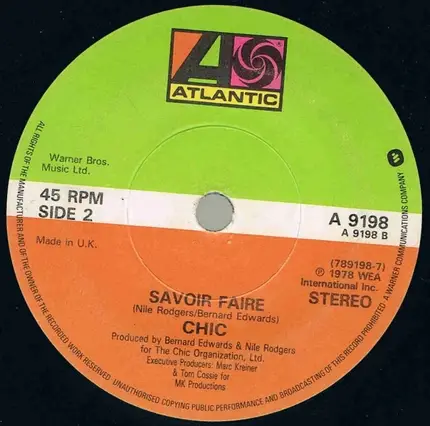 ATLANTIC
Warner Bros.
Music Ltd.
45 RPM
SIDE 2
A 9198
A 9198 B
Made in U.K.
(789198-7)
℗ 1978 WEA
International Inc.
STEREO
SAVOIR FAIRE
(Nile Rodgers/Bernard Edwards)
CHIC
Produced by Bernard Edwards & Nile Rodgers
for The Chic Organization, Ltd.
Executive Producers: Marc Kreiner
& Tom Cossie for
MK Productions
ALL RIGHTS OF THE MANUFACTURER AND OF THE OWNER OF THE RECORDED WORK RESERVED. UNAUTHORISED COPYING PUBLIC PERFORMANCE AND BROADCASTING OF THIS RECORD PROHIBITED. A WARNER COMMUNICATIONS COMPANY